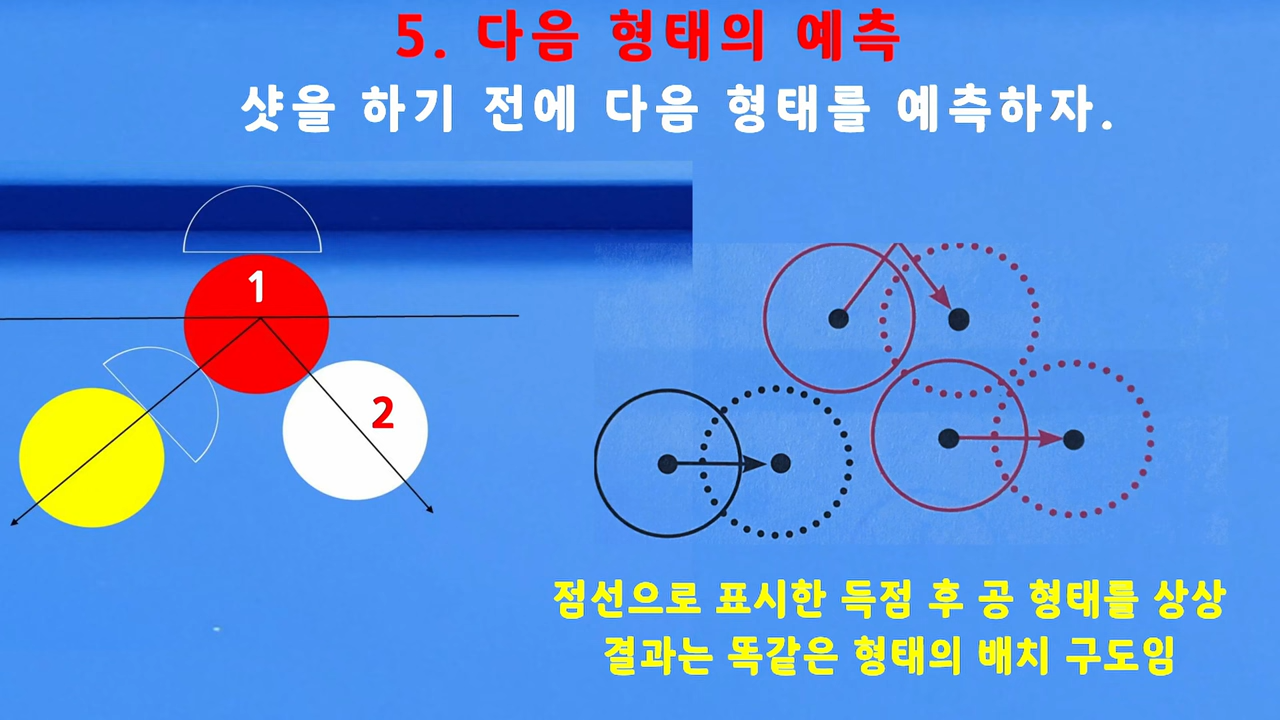 5. 다음 형태의 예측
샷을 하기 전에 다음 형태를 예측하자.
1
2
점선으로 표시한 득점 후 공 형태를 상상
결과는 똑같은 형태의 배치 구도임